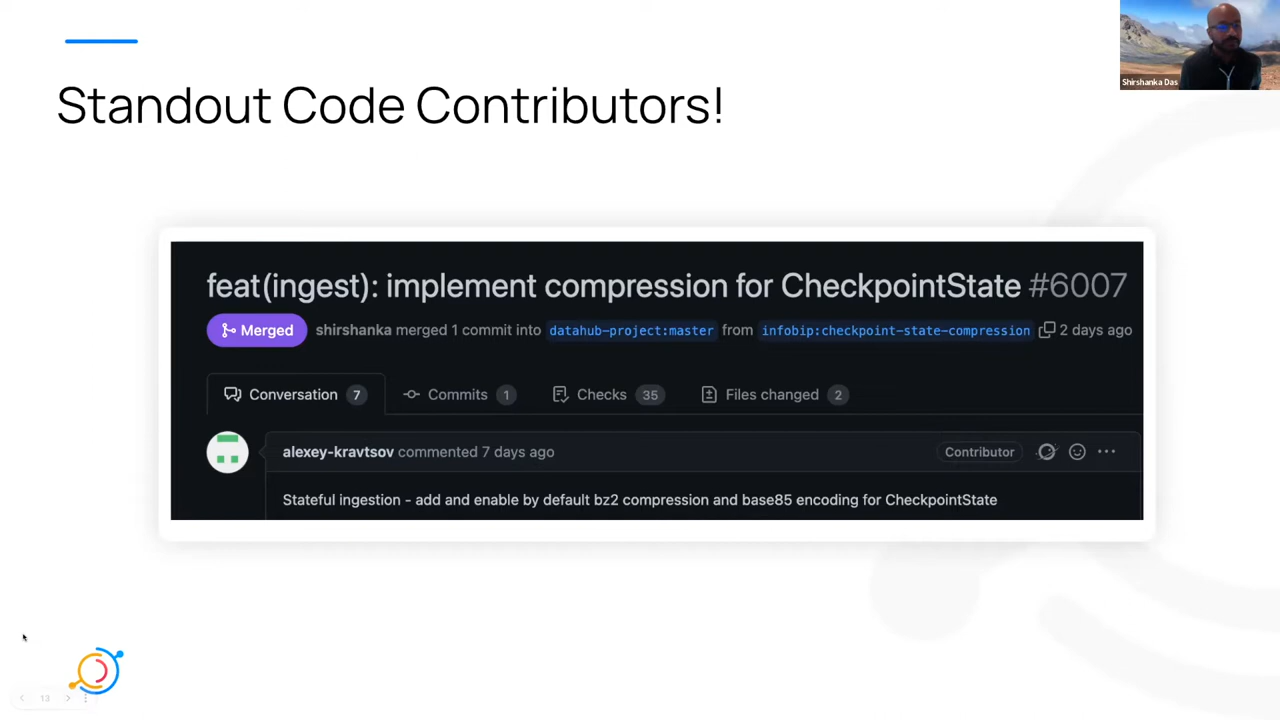 Shirshanka Das
Standout Code Contributors!
feat(ingest): implement compression for CheckpointState #6007
Merged shirshanka merged 1 commit into datahub-project:master from infobip:checkpoint-state-compression 2 days ago
Conversation 7 Commits 1 Checks 35 Files changed 2
alexey-kravtsov commented 7 days ago Contributor
Stateful ingestion - add and enable by default bz2 compression and base85 encoding for CheckpointState
13